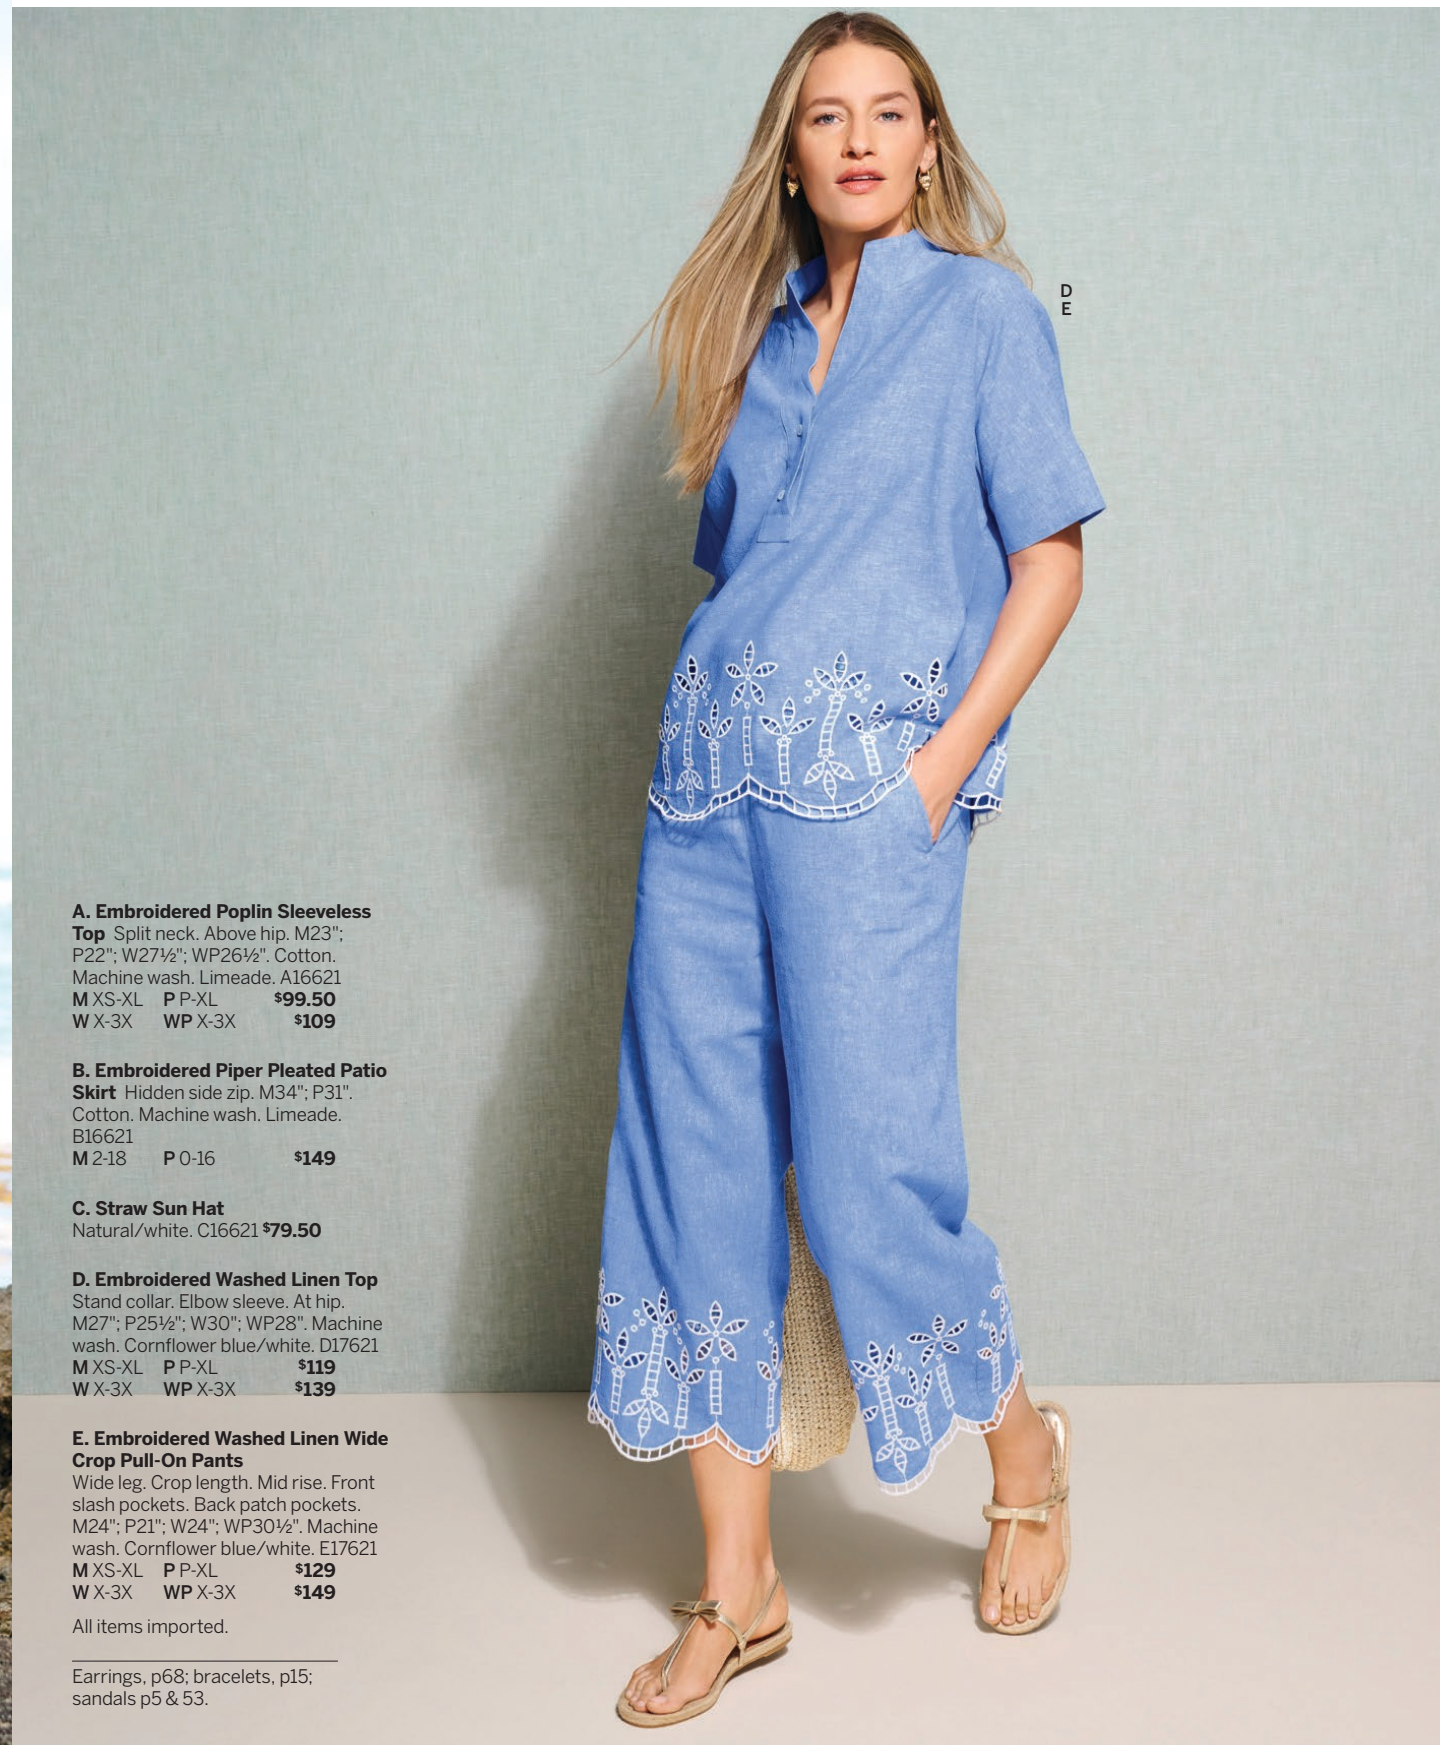 D
E
A. Embroidered Poplin Sleeveless
Top Split neck. Above hip. M23";
P22"; W27½"; WP26½". Cotton.
Machine wash. Limeade. A16621
M XS-XL P P-XL $99.50
W X-3X WP X-3X $109
B. Embroidered Piper Pleated Patio
Skirt Hidden side zip. M34"; P31".
Cotton. Machine wash. Limeade.
B16621
M 2-18 P 0-16 $149
C. Straw Sun Hat
Natural/white. C16621 $79.50
D. Embroidered Washed Linen Top
Stand collar. Elbow sleeve. At hip.
M27"; P25½"; W30"; WP28". Machine
wash. Cornflower blue/white. D17621
M XS-XL P P-XL $119
W X-3X WP X-3X $139
E. Embroidered Washed Linen Wide
Crop Pull-On Pants
Wide leg. Crop length. Mid rise. Front
slash pockets. Back patch pockets.
M24"; P21"; W24"; WP30½". Machine
wash. Cornflower blue/white. E17621
M XS-XL P P-XL $129
W X-3X WP X-3X $149
All items imported.
Earrings, p68; bracelets, p15;
sandals p5 & 53.